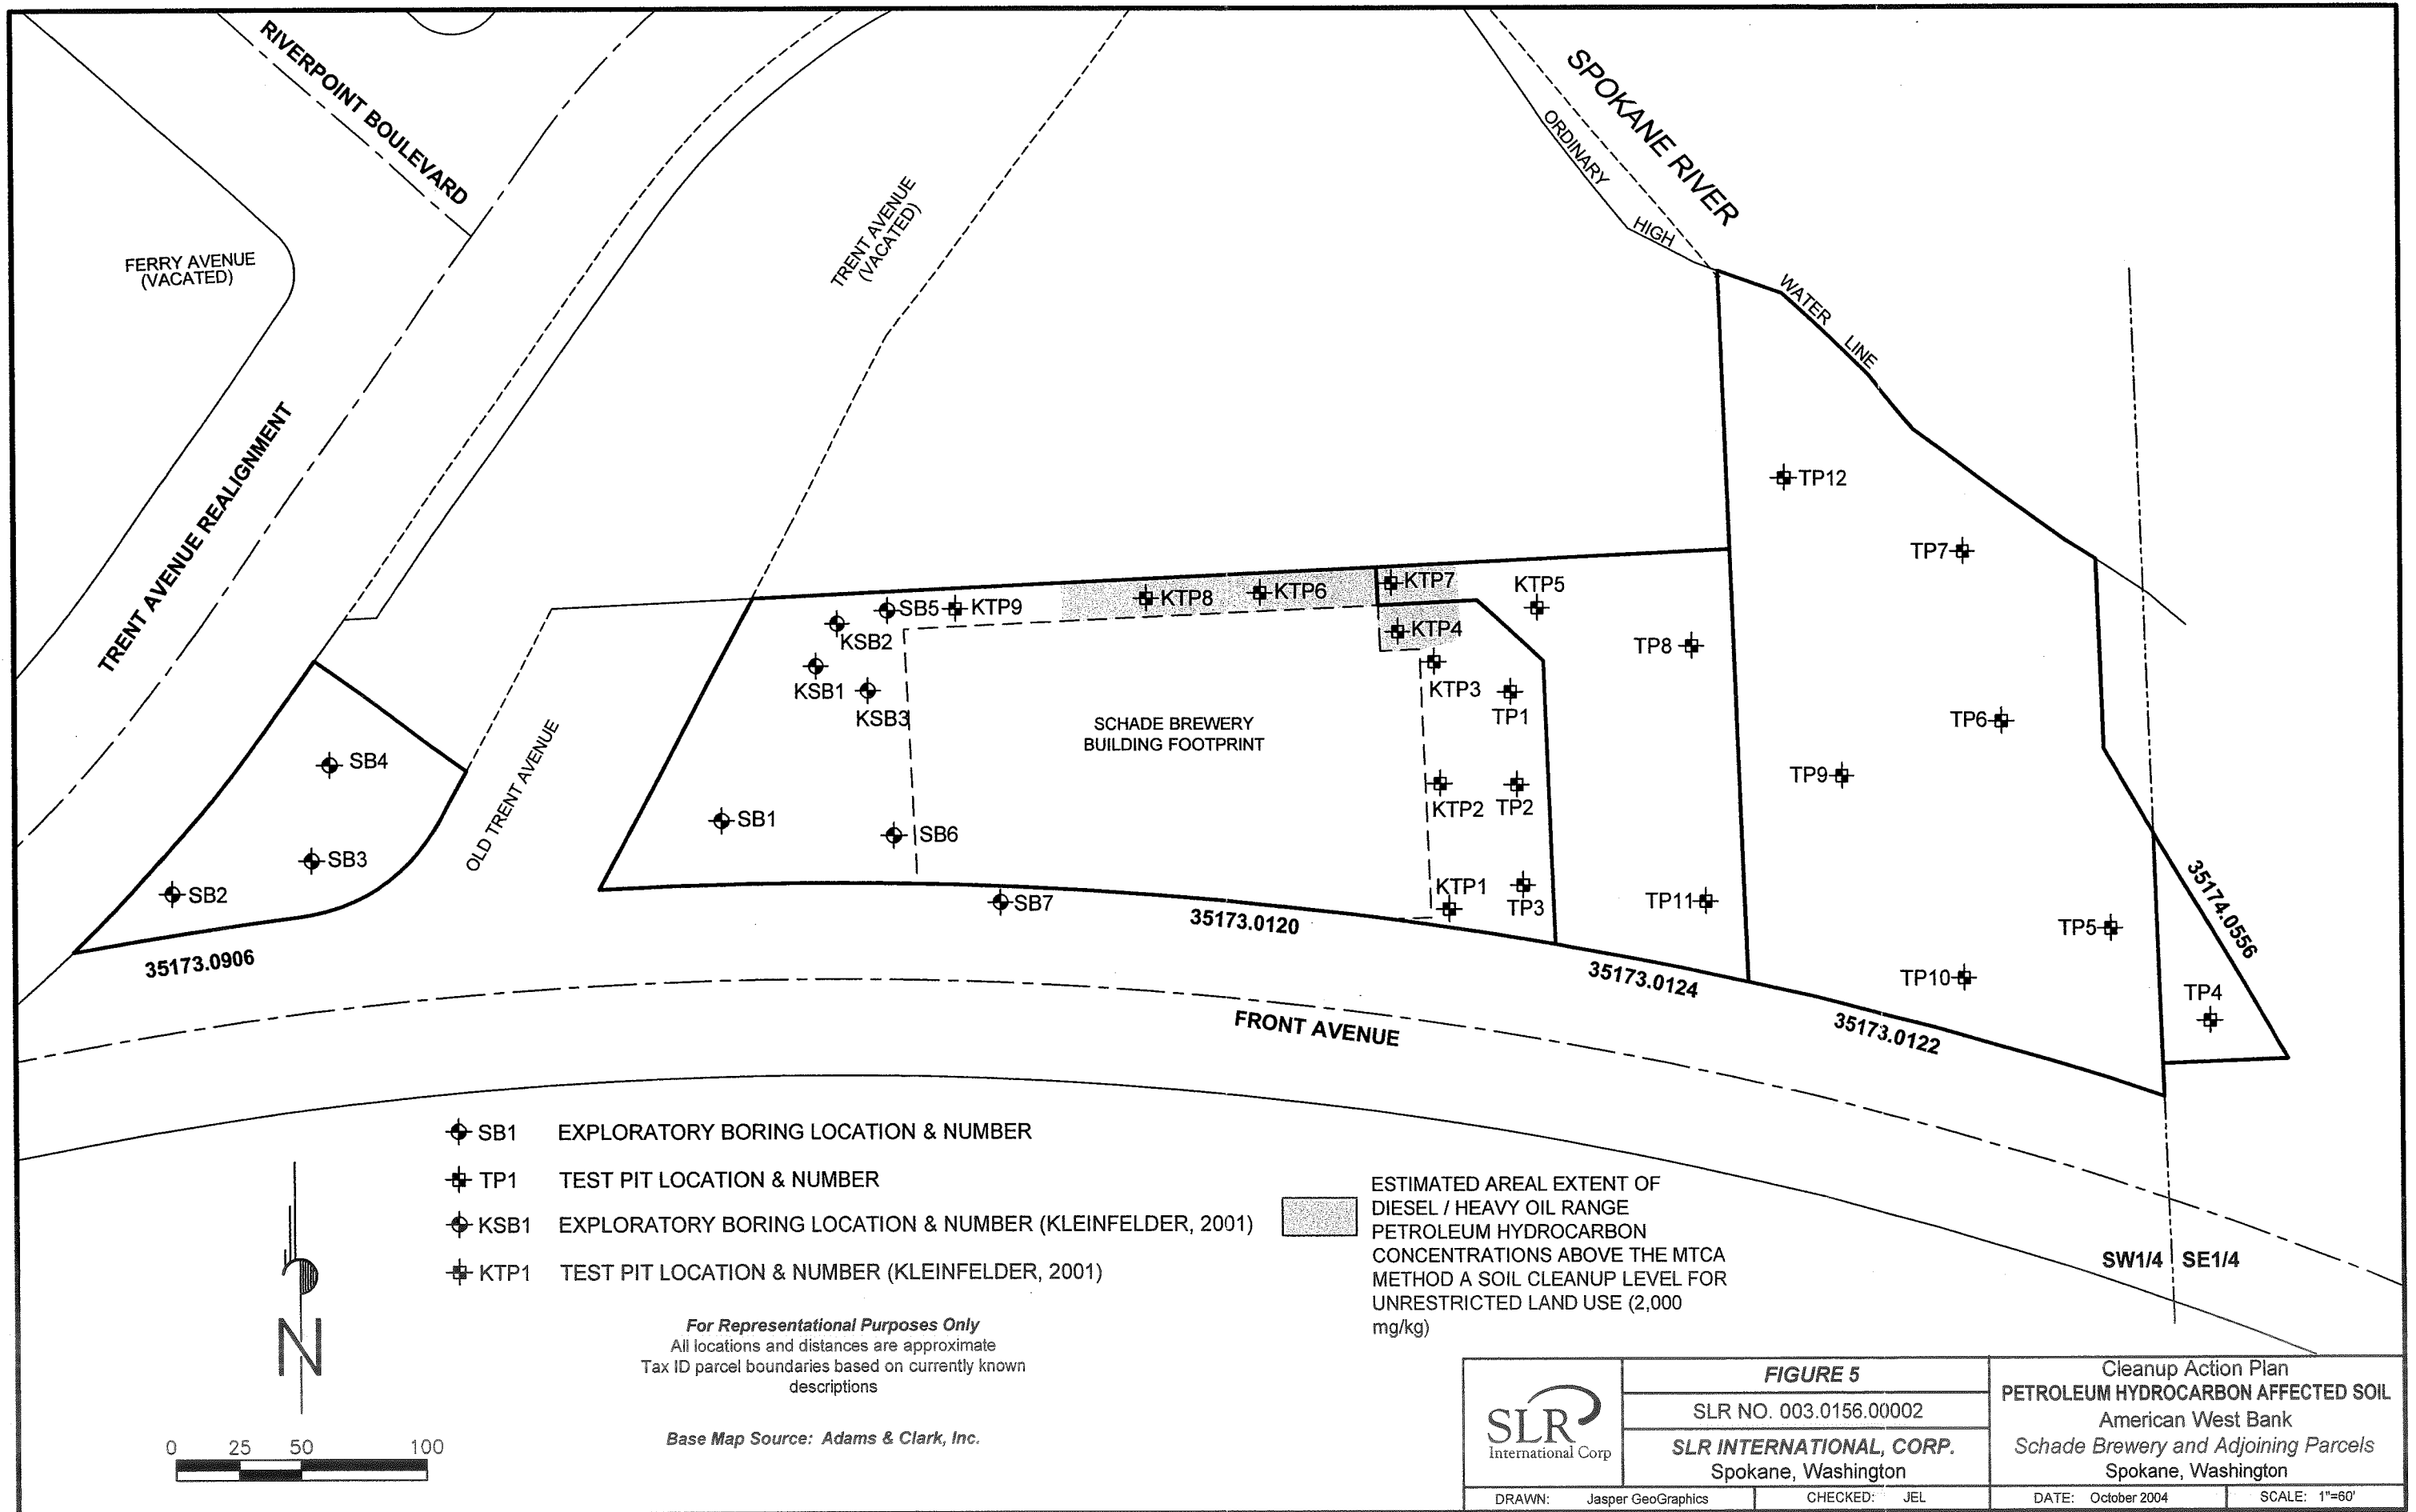 RIVERPOINT BOULEVARD
FERRY AVENUE
(VACATED)
TRENT AVENUE REALIGNMENT
TRENT AVENUE
(VACATED)
SPOKANE RIVER
ORDINARY
HIGH
WATER
LINE
TP12
TP7
KTP8
KTP6
KTP7
KTP5
SB5
KTP9
KSB2
KTP4
TP8
KSB1
KTP3
KSB3
TP1
TP6
SCHADE BREWERY
BUILDING FOOTPRINT
SB4
OLD TRENT AVENUE
TP9
KTP2
TP2
SB1
SB6
SB3
SB2
KTP1
TP3
TP11
SB7
35173.0120
TP5
35174.0556
35173.0906
35173.0124
TP10
TP4
FRONT AVENUE
35173.0122
SB1 EXPLORATORY BORING LOCATION & NUMBER
TP1 TEST PIT LOCATION & NUMBER
KSB1 EXPLORATORY BORING LOCATION & NUMBER (KLEINFELDER, 2001)
KTP1 TEST PIT LOCATION & NUMBER (KLEINFELDER, 2001)
ESTIMATED AREAL EXTENT OF
DIESEL / HEAVY OIL RANGE
PETROLEUM HYDROCARBON
CONCENTRATIONS ABOVE THE MTCA
METHOD A SOIL CLEANUP LEVEL FOR
UNRESTRICTED LAND USE (2,000
mg/kg)
SW1/4 SE1/4
N
For Representational Purposes Only
All locations and distances are approximate
Tax ID parcel boundaries based on currently known
descriptions
Base Map Source: Adams & Clark, Inc.
0 25 50 100
SLR
International Corp
FIGURE 5
SLR NO. 003.0156.00002
SLR INTERNATIONAL, CORP.
Spokane, Washington
Cleanup Action Plan
PETROLEUM HYDROCARBON AFFECTED SOIL
American West Bank
Schade Brewery and Adjoining Parcels
Spokane, Washington
DRAWN: Jasper GeoGraphics
CHECKED: JEL
DATE: October 2004
SCALE: 1"=60'